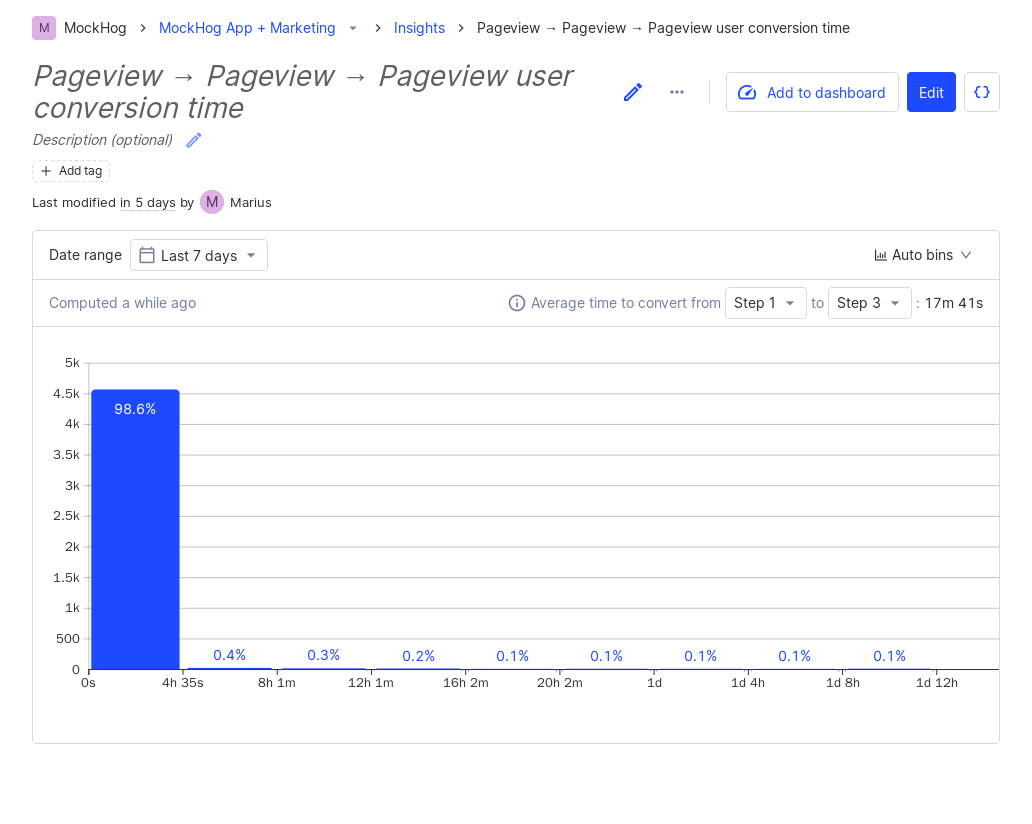 M MockHog MockHog App + Marketing Insights Pageview → Pageview → Pageview user conversion time
Pageview → Pageview → Pageview user
conversion time
Add to dashboard Edit
Description (optional)
Add tag
Last modified in 5 days by M Marius
Date range Last 7 days Auto bins
Computed a while ago Average time to convert from Step 1 to Step 3 : 17m 41s
5k
4.5k
98.6%
4k
3.5k
3k
2.5k
2k
1.5k
1k
500
0.4% 0.3% 0.2% 0.1% 0.1% 0.1% 0.1% 0.1%
0
0s 4h 35s 8h 1m 12h 1m 16h 2m 20h 2m 1d 1d 4h 1d 8h 1d 12h